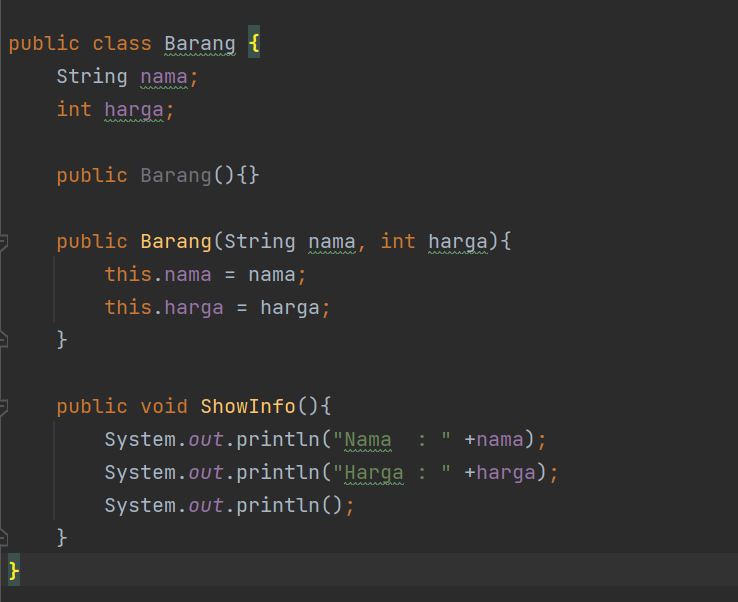 public class Barang {
    String nama;
    int harga;

    public Barang(){}

    public Barang(String nama, int harga){
        this.nama = nama;
        this.harga = harga;
    }

    public void ShowInfo(){
        System.out.println("Nama  : " +nama);
        System.out.println("Harga : " +harga);
        System.out.println();
    }
}